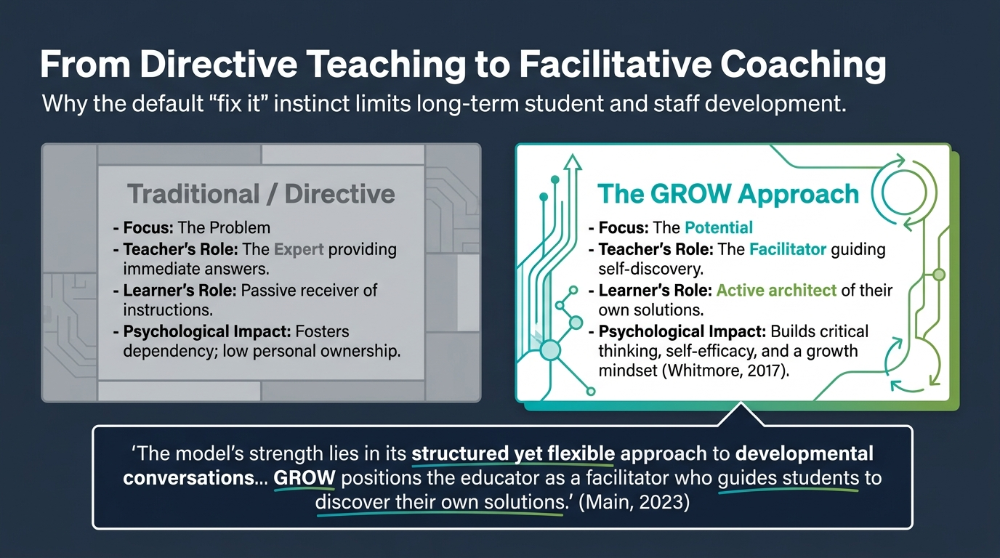 From Directive Teaching to Facilitative Coaching
Why the default “fix it” instinct limits long-term student and staff development.
Traditional / Directive
- Focus: The Problem
- Teacher’s Role: The Expert providing
immediate answers.
- Learner’s Role: Passive receiver of
instructions.
- Psychological Impact: Fosters
dependency; low personal ownership.
The GROW Approach
- Focus: The Potential
- Teacher’s Role: The Facilitator guiding
self-discovery.
- Learner’s Role: Active architect of their
own solutions.
- Psychological Impact: Builds critical
thinking, self-efficacy, and a growth
mindset (Whitmore, 2017).
‘The model’s strength lies in its structured yet flexible approach to developmental
conversations... GROW positions the educator as a facilitator who guides students to
discover their own solutions.’ (Main, 2023)